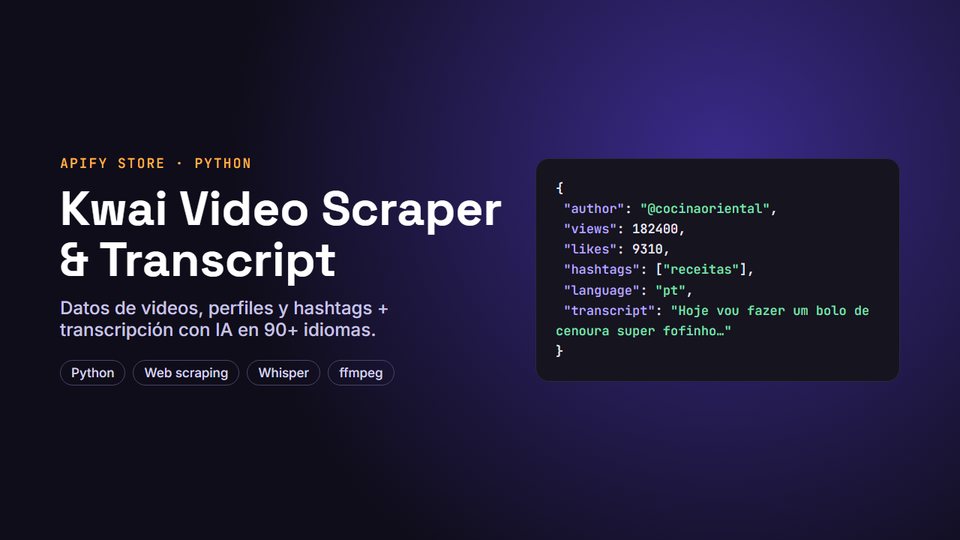 APIFY STORE · PYTHON
Kwai Video Scraper
& Transcript
Datos de videos, perfiles y hashtags +
transcripción con IA en 90+ idiomas.
Python
Web scraping
Whisper
ffmpeg
{
"author": "@cocinaoriental",
"views": 182400,
"likes": 9310,
"hashtags": ["receitas"],
"language": "pt",
"transcript": "Hoje vou fazer um bolo de
cenoura super fofinho…"
}